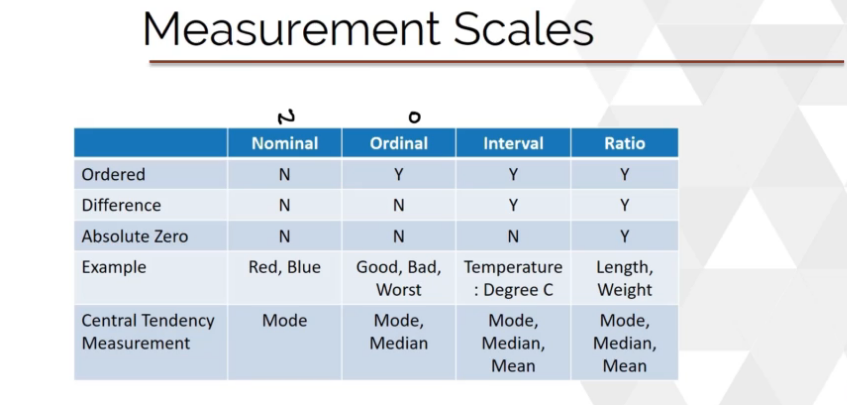 Measurement Scales
2 o
Nominal Ordinal Interval Ratio
Ordered N Y Y Y
Difference N N Y Y
Absolute Zero N N N Y
Example Red, Blue Good, Bad, Temperature Length,
Worst : Degree C Weight
Central Tendency Mode Mode, Mode, Mode,
Measurement Median Median, Median,
Mean Mean